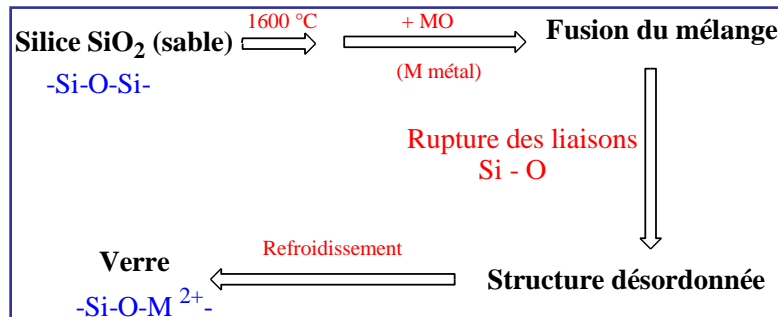 Silice SiO₂ (sable)
-Si-O-Si-
1600 °C
+ MO
(M métal)
Fusion du mélange
Rupture des liaisons
Si - O
Structure désordonnée
Refroidissement
Verre
-Si-O-M ²⁺-